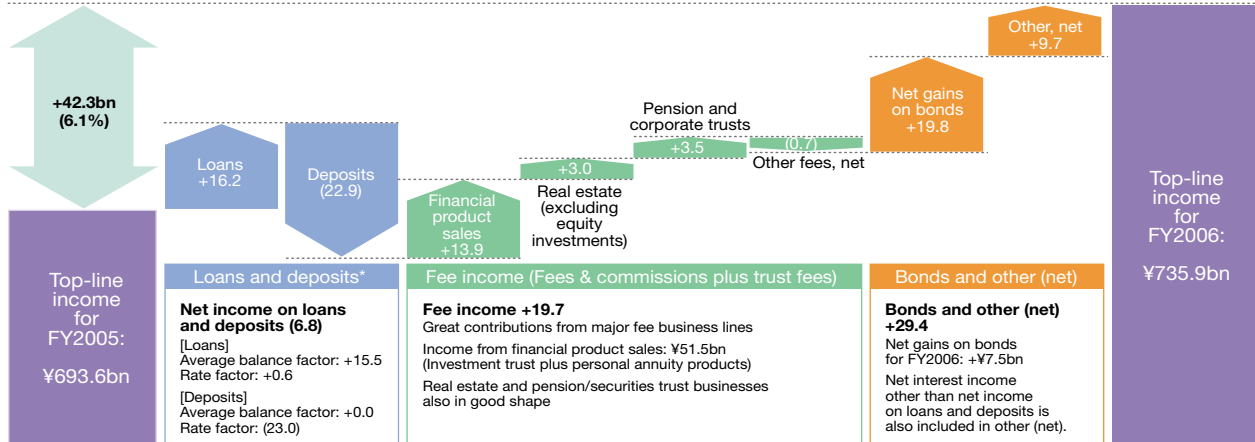 +42.3bn
(6.1%)
Top-line
income
for
FY2005:
¥693.6bn
Loans
+16.2
Deposits
(22.9)
Financial
product
sales
+13.9
+3.0
Real estate
(excluding
equity
investments)
Pension and
corporate trusts
+3.5
(0.7)
Other fees, net
Net gains
on bonds
+19.8
Other, net
+9.7
Top-line
income
for
FY2006:
¥735.9bn
Loans and deposits*
Net income on loans
and deposits (6.8)
[Loans]
Average balance factor: +15.5
Rate factor: +0.6
[Deposits]
Average balance factor: +0.0
Rate factor: (23.0)
Fee income (Fees & commissions plus trust fees)
Fee income +19.7
Great contributions from major fee business lines
Income from financial product sales: ¥51.5bn
(Investment trust plus personal annuity products)
Real estate and pension/securities trust businesses
also in good shape
Bonds and other (net)
Bonds and other (net)
+29.4
Net gains on bonds
for FY2006: +¥7.5bn
Net interest income
other than net income
on loans and deposits is
also included in other (net).